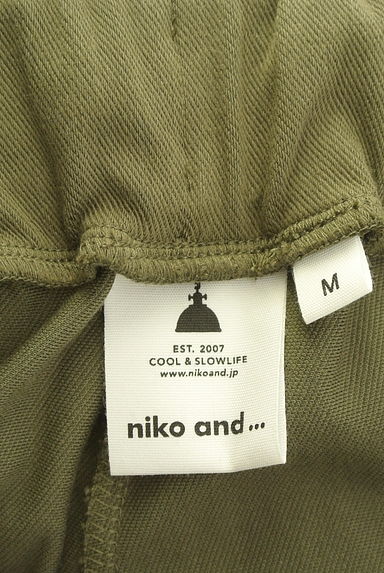 M
EST. 2007
COOL & SLOWLIFE
www.nikoand.jp
niko and ...